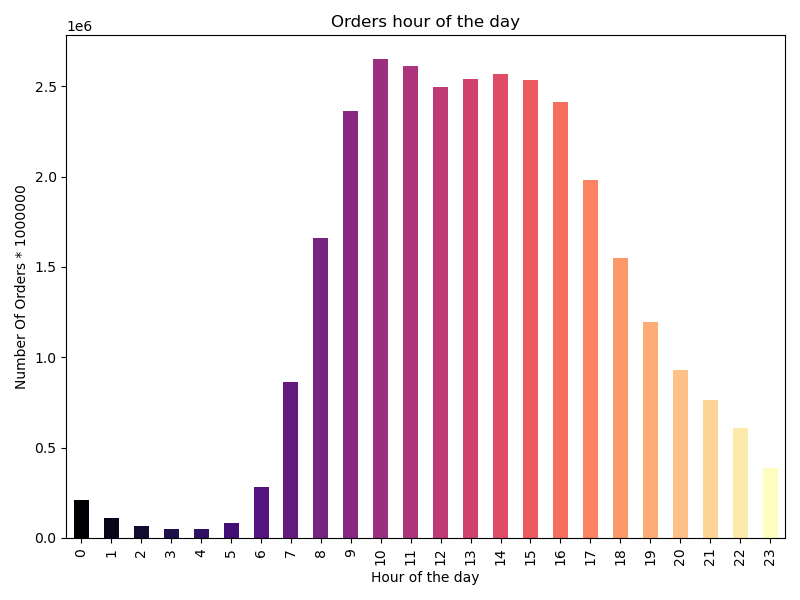 Orders hour of the day
1e6
Number Of Orders * 1000000
2.5
2.0
1.5
1.0
0.5
0.0
0 1 2 3 4 5 6 7 8 9 10 11 12 13 14 15 16 17 18 19 20 21 22 23
Hour of the day